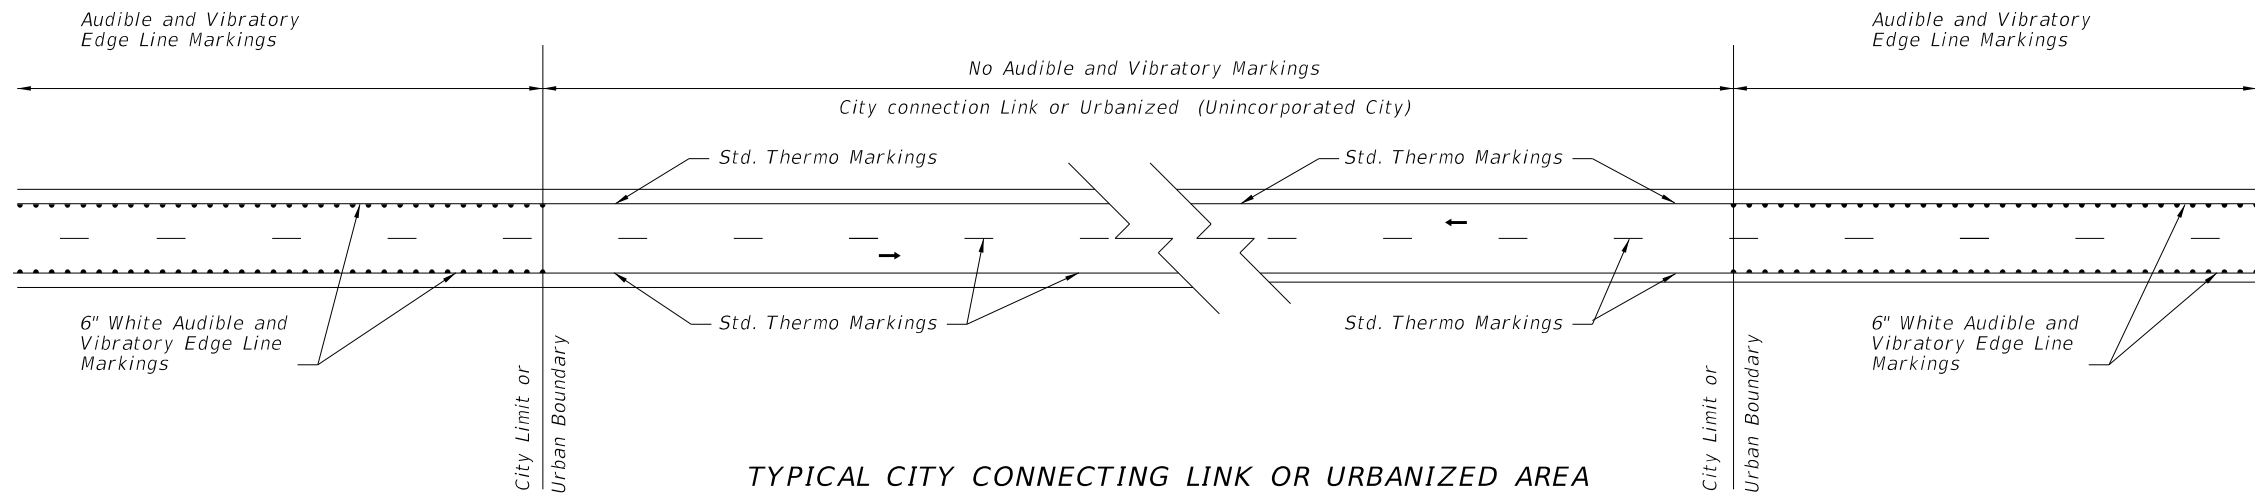 Audible and Vibratory
Edge Line Markings
Audible and Vibratory
Edge Line Markings
No Audible and Vibratory Markings
City connection Link or Urbanized (Unincorporated City)
Std. Thermo Markings
Std. Thermo Markings
6" White Audible and
Vibratory Edge Line
Markings
Std. Thermo Markings
Std. Thermo Markings
6" White Audible and
Vibratory Edge Line
Markings
City Limit or
Urban Boundary
City Limit or
Urban Boundary
TYPICAL CITY CONNECTING LINK OR URBANIZED AREA